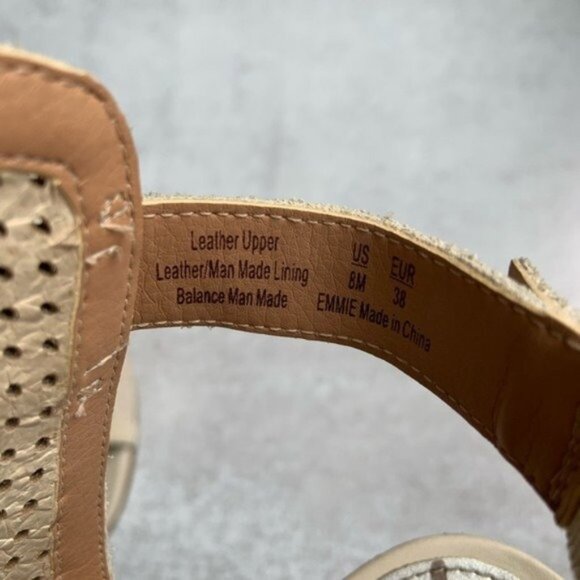 Leather Upper
Leather/Man Made Lining
Balance Man Made
US EUR
8M 38
EMMIE Made in China